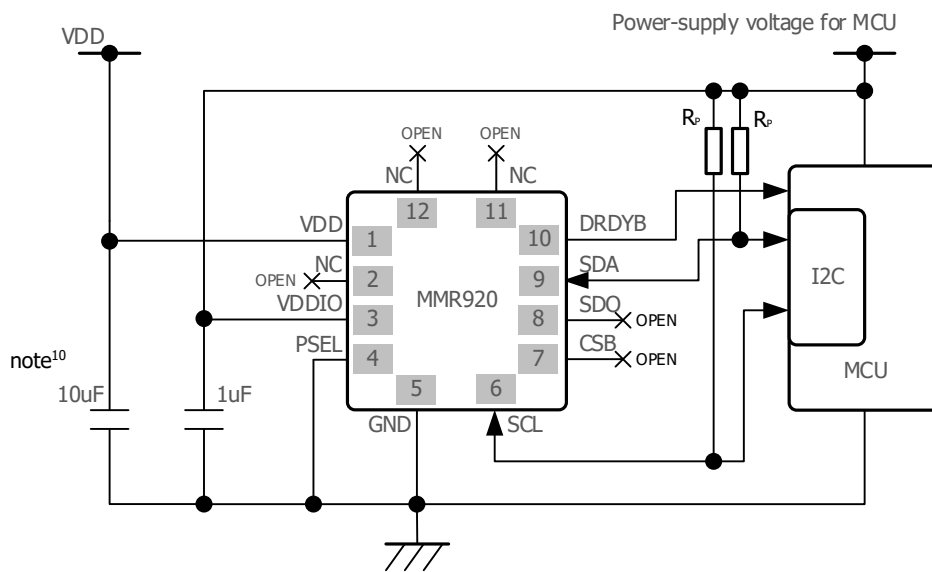 Power-supply voltage for MCU
VDD
Rₚ Rₚ
OPEN OPEN
NC NC
12 11
VDD 1 10 DRDYB
OPEN NC 2 9 SDA
I2C
MMR920
VDDIO 3 8 SDO OPEN
PSEL 4 7 CSB OPEN
note¹⁰
MCU
10uF 1uF 5 6
GND SCL